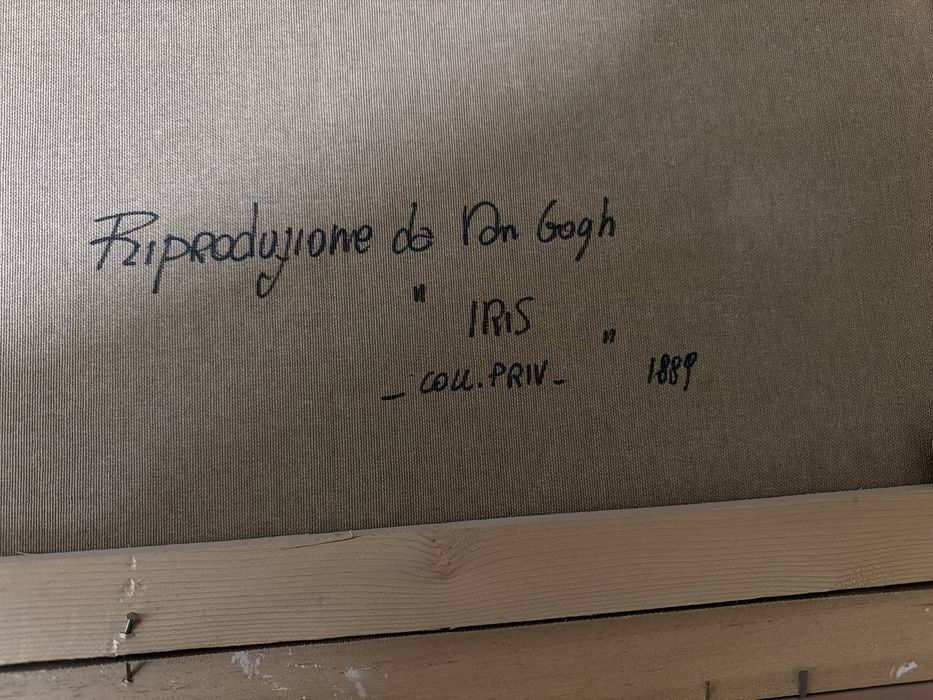 Riproduzione da Van Gogh
" IRIS "
- COLL. PRIV - 1889